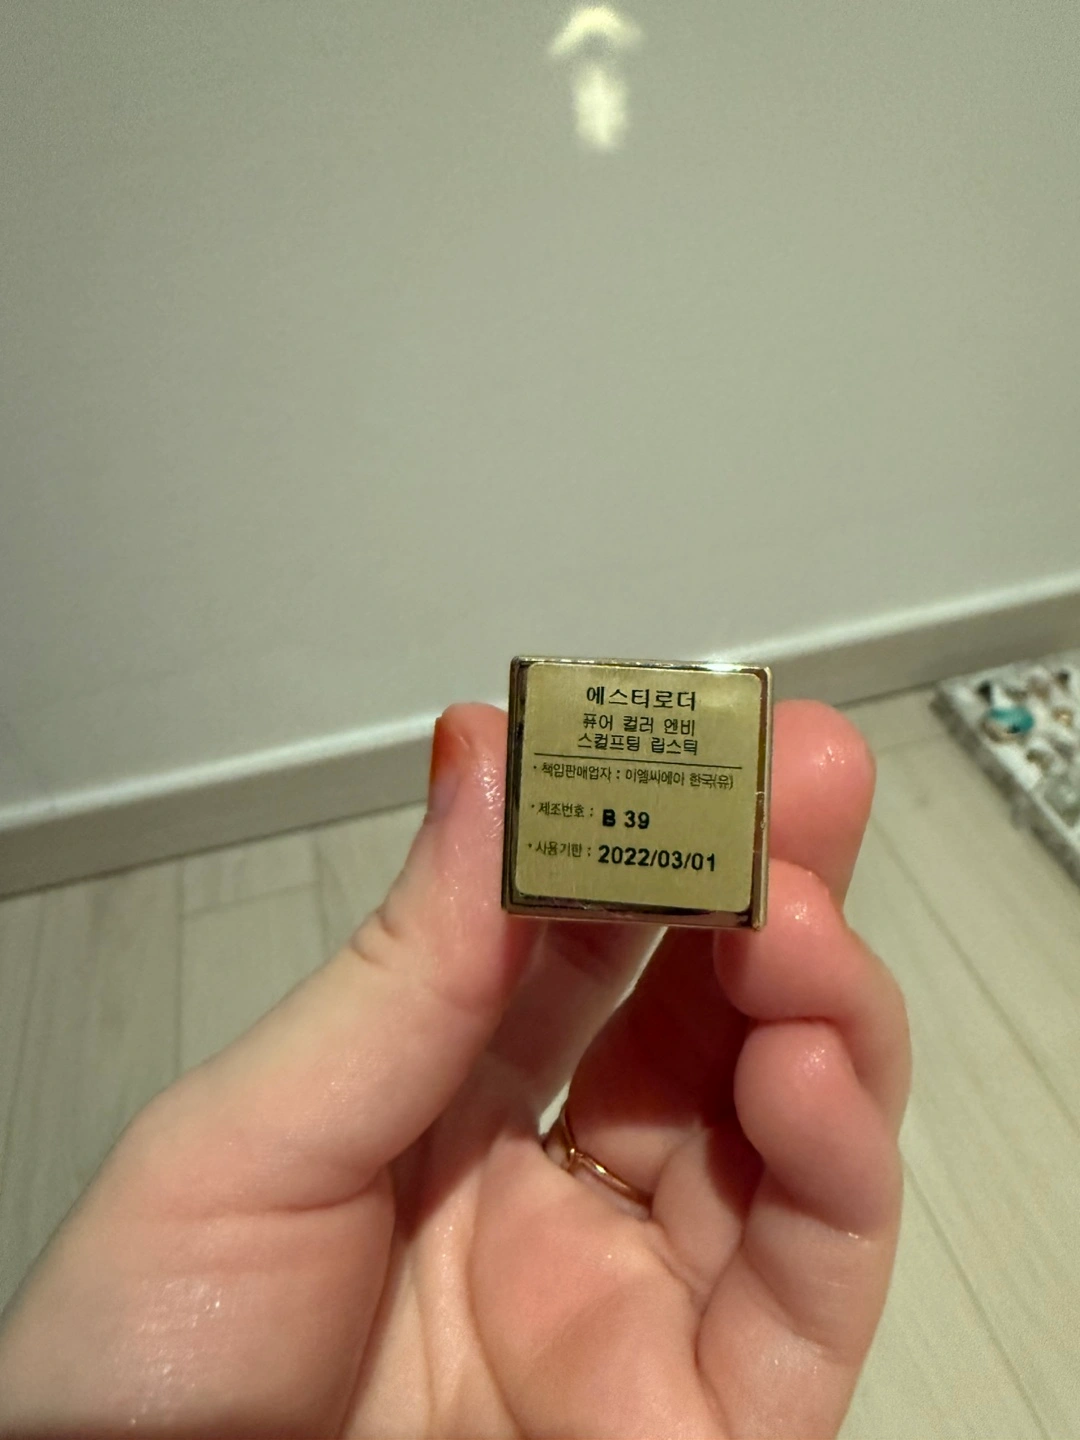 에스티로더
퓨어 컬러 엔비
스컬프팅 립스틱
· 책임판매업자 : 이엘씨에이 한국(유)
· 제조번호 : B 39
· 사용기한 : 2022/03/01